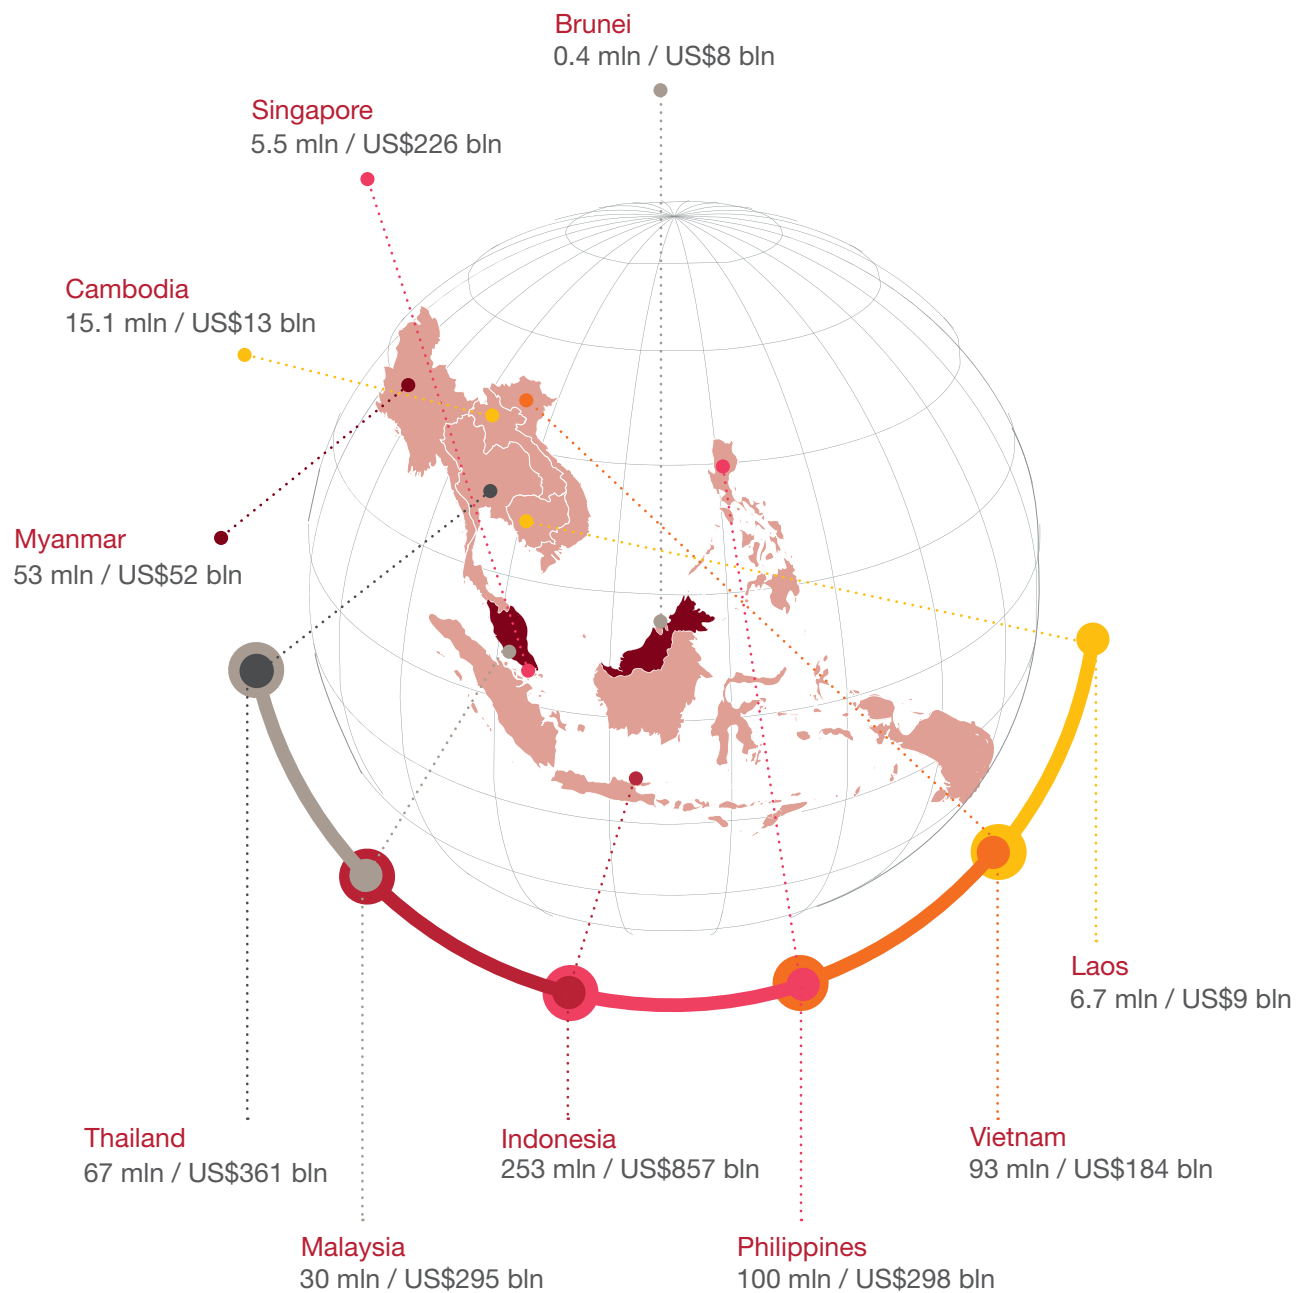 Brunei
0.4 mln / US$8 bln
Singapore
5.5 mln / US$226 bln
Cambodia
15.1 mln / US$13 bln
Myanmar
53 mln / US$52 bln
Laos
6.7 mln / US$9 bln
Thailand
67 mln / US$361 bln
Indonesia
253 mln / US$857 bln
Vietnam
93 mln / US$184 bln
Malaysia
30 mln / US$295 bln
Philippines
100 mln / US$298 bln